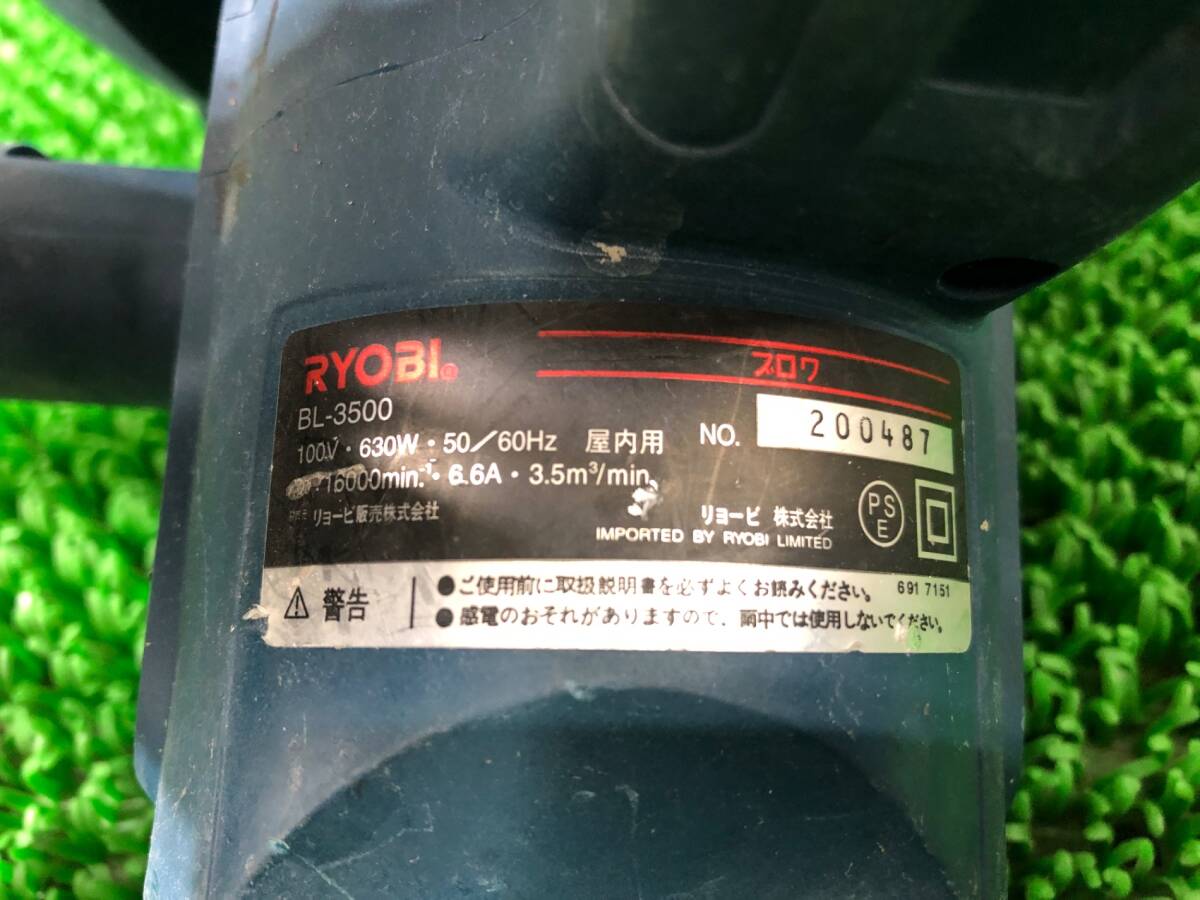 RYOBI®
ブロワ
BL-3500
NO. 200487
100V・630W・50/60Hz 屋内用
16000min.⁻¹・6.6A・3.5m³/min.
リョービ販売株式会社
リョービ 株式会社
IMPORTED BY RYOBI LIMITED
PS
E
⚠ 警告
●ご使用前に取扱説明書を必ずよくお読みください。 691 7151
●感電のおそれがありますので、雨中では使用しないでください。